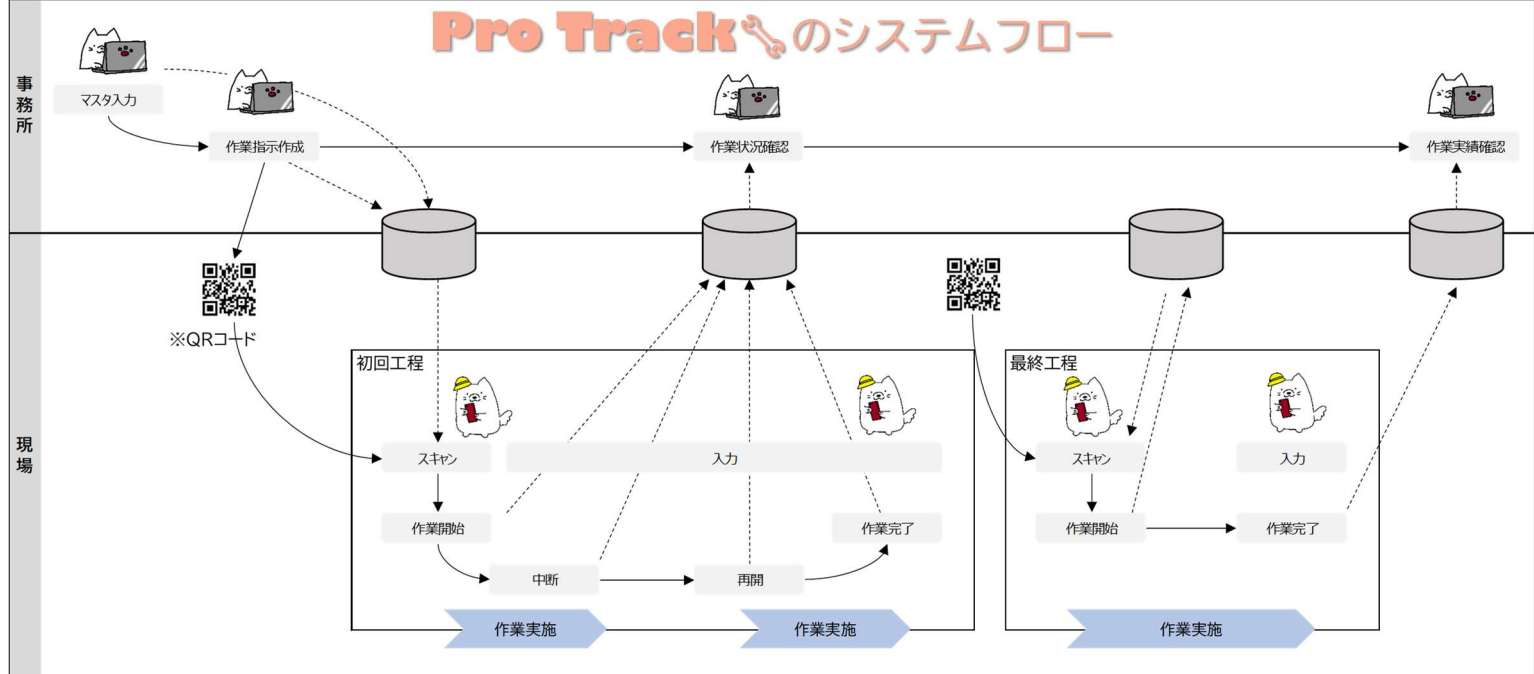 Pro Trackのシステムフロー
事務所
マスタ入力
作業指示作成
作業状況確認
作業実績確認
現場
※QRコード
初回工程
スキャン
入力
作業開始
作業完了
中断
再開
作業実施
作業実施
最終工程
スキャン
入力
作業開始
作業完了
作業実施